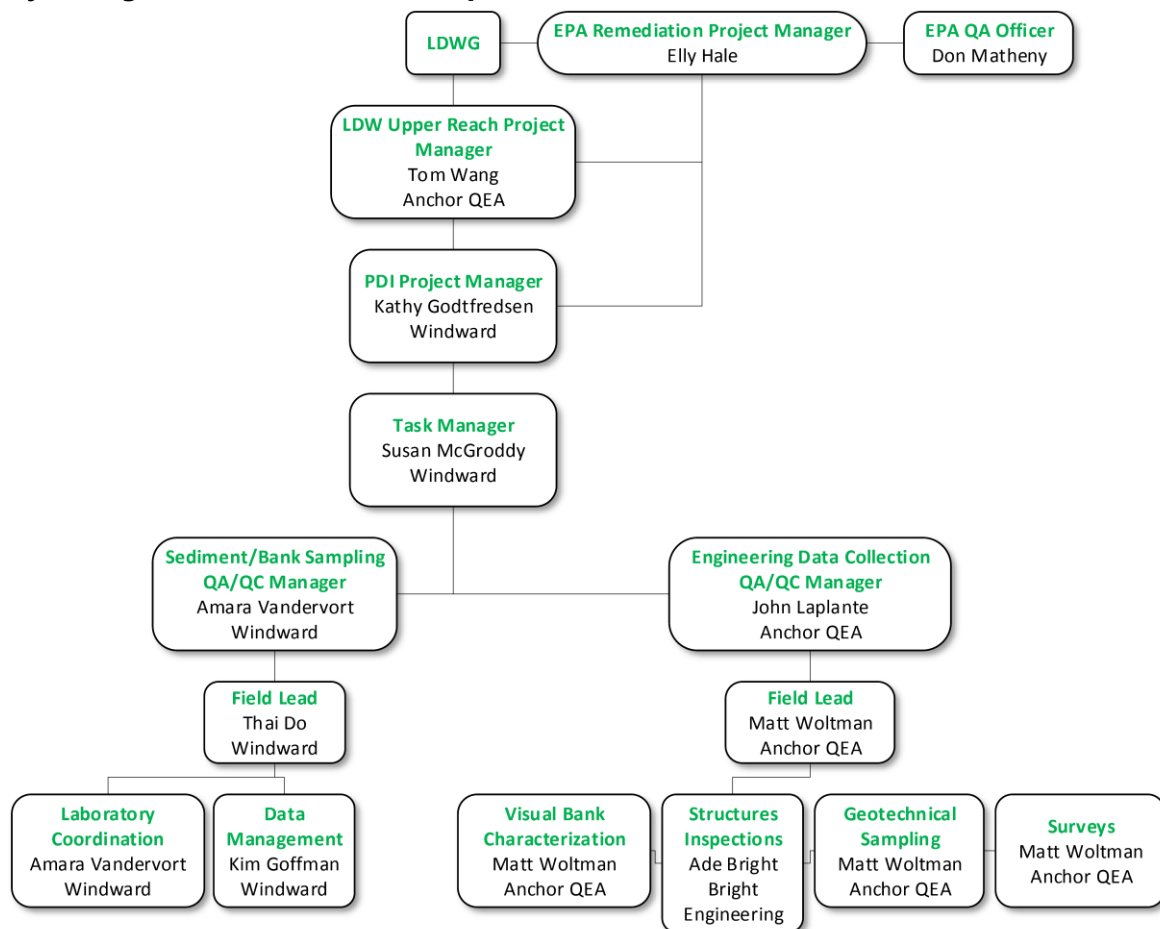 LDWG
EPA Remediation Project Manager
Elly Hale
EPA QA Officer
Don Matheny
LDW Upper Reach Project
Manager
Tom Wang
Anchor QEA
PDI Project Manager
Kathy Godtfredsen
Windward
Task Manager
Susan McGroddy
Windward
Sediment/Bank Sampling
QA/QC Manager
Amara Vandervort
Windward
Engineering Data Collection
QA/QC Manager
John Laplante
Anchor QEA
Field Lead
Thai Do
Windward
Field Lead
Matt Woltman
Anchor QEA
Laboratory
Coordination
Amara Vandervort
Windward
Data
Management
Kim Goffman
Windward
Visual Bank
Characterization
Matt Woltman
Anchor QEA
Structures
Inspections
Ade Bright
Bright
Engineering
Geotechnical
Sampling
Matt Woltman
Anchor QEA
Surveys
Matt Woltman
Anchor QEA